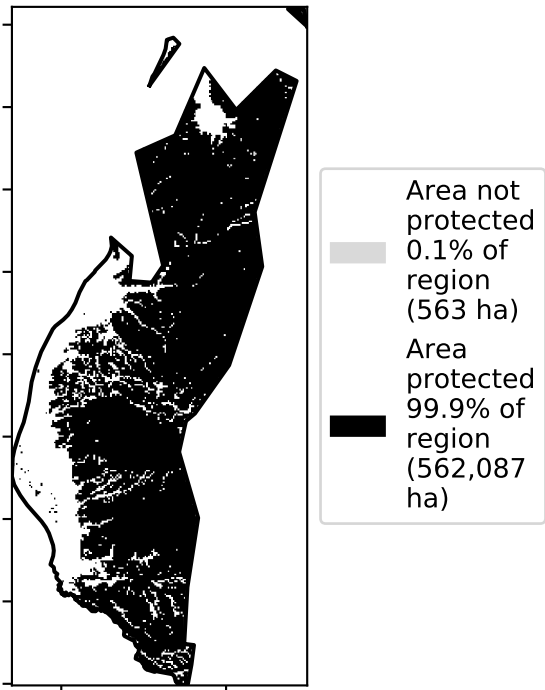 Area not
protected
0.1% of
region
(563 ha)
Area
protected
99.9% of
region
(562,087
ha)